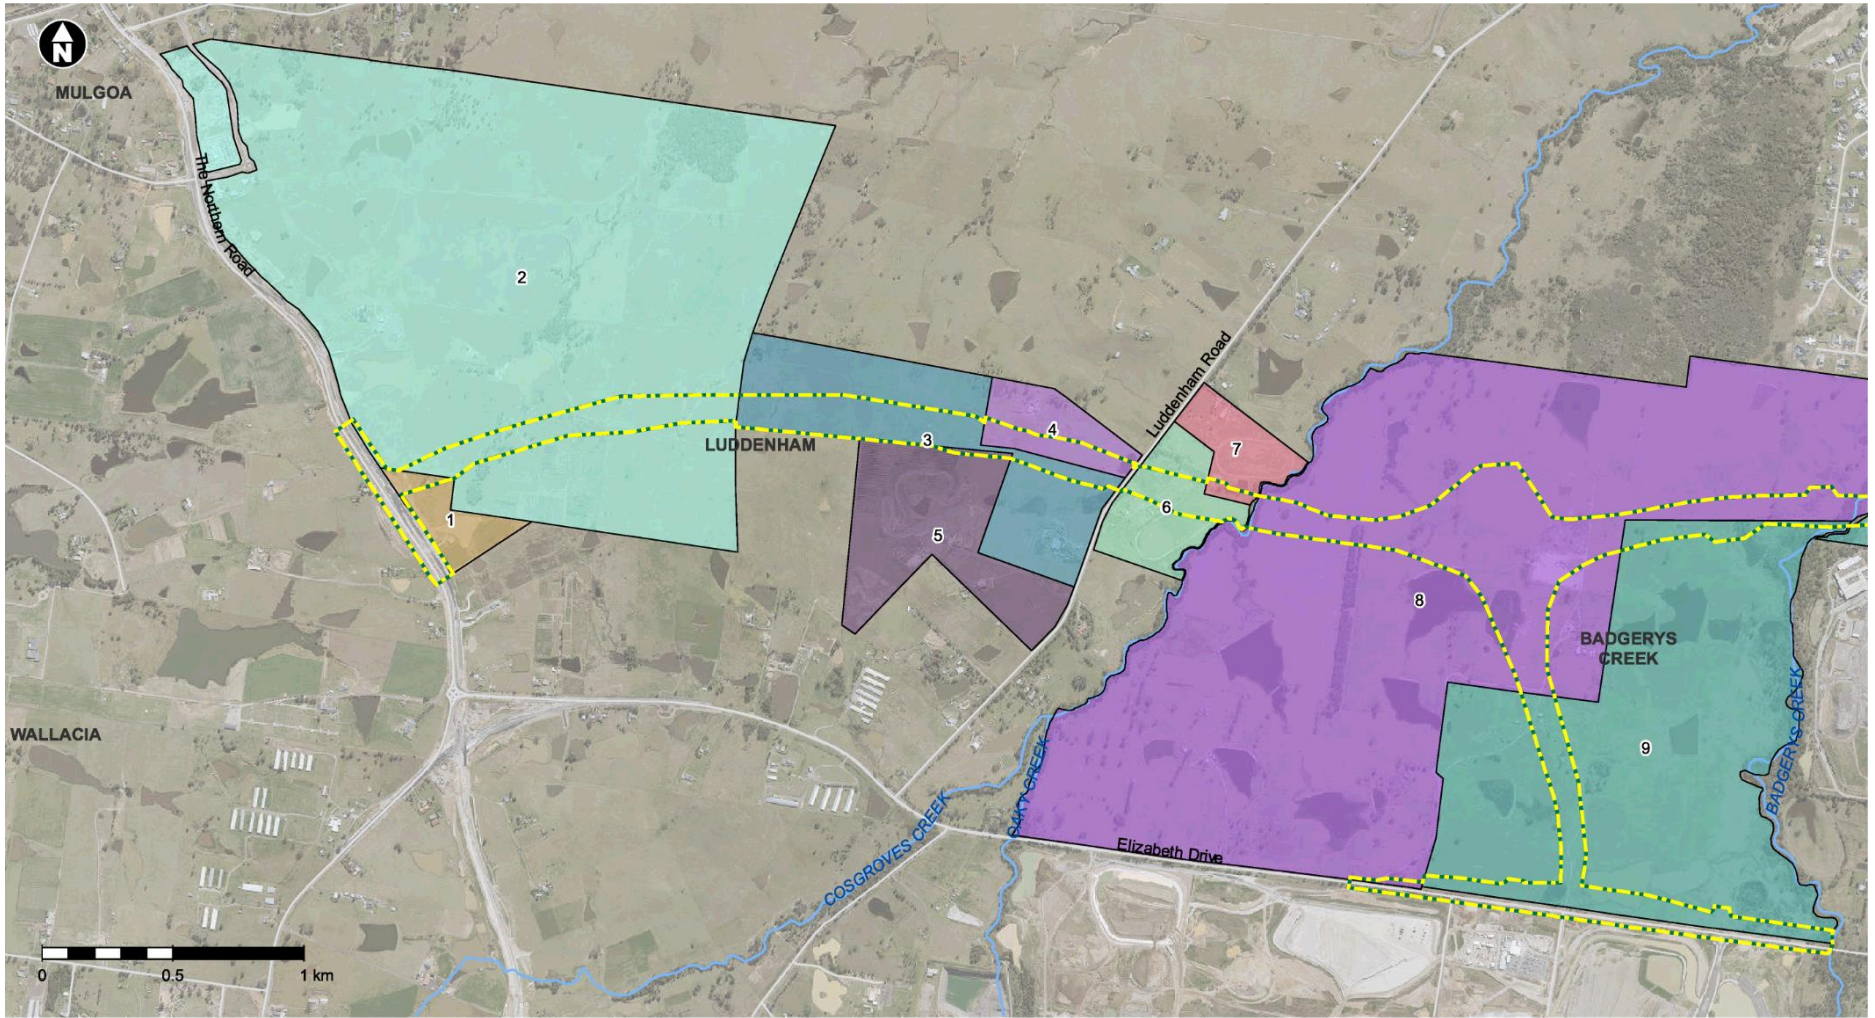 N
MULGOA
The Northern Road
2
Luddenham Road
LUDDENHAM
3
4
7
1
6
5
8
BADGERYS
CREEK
WALLACIA
9
BADGERYS CREEK
OAKY CREEK
COSGROVES CREEK
Elizabeth Drive
0 0.5 1 km